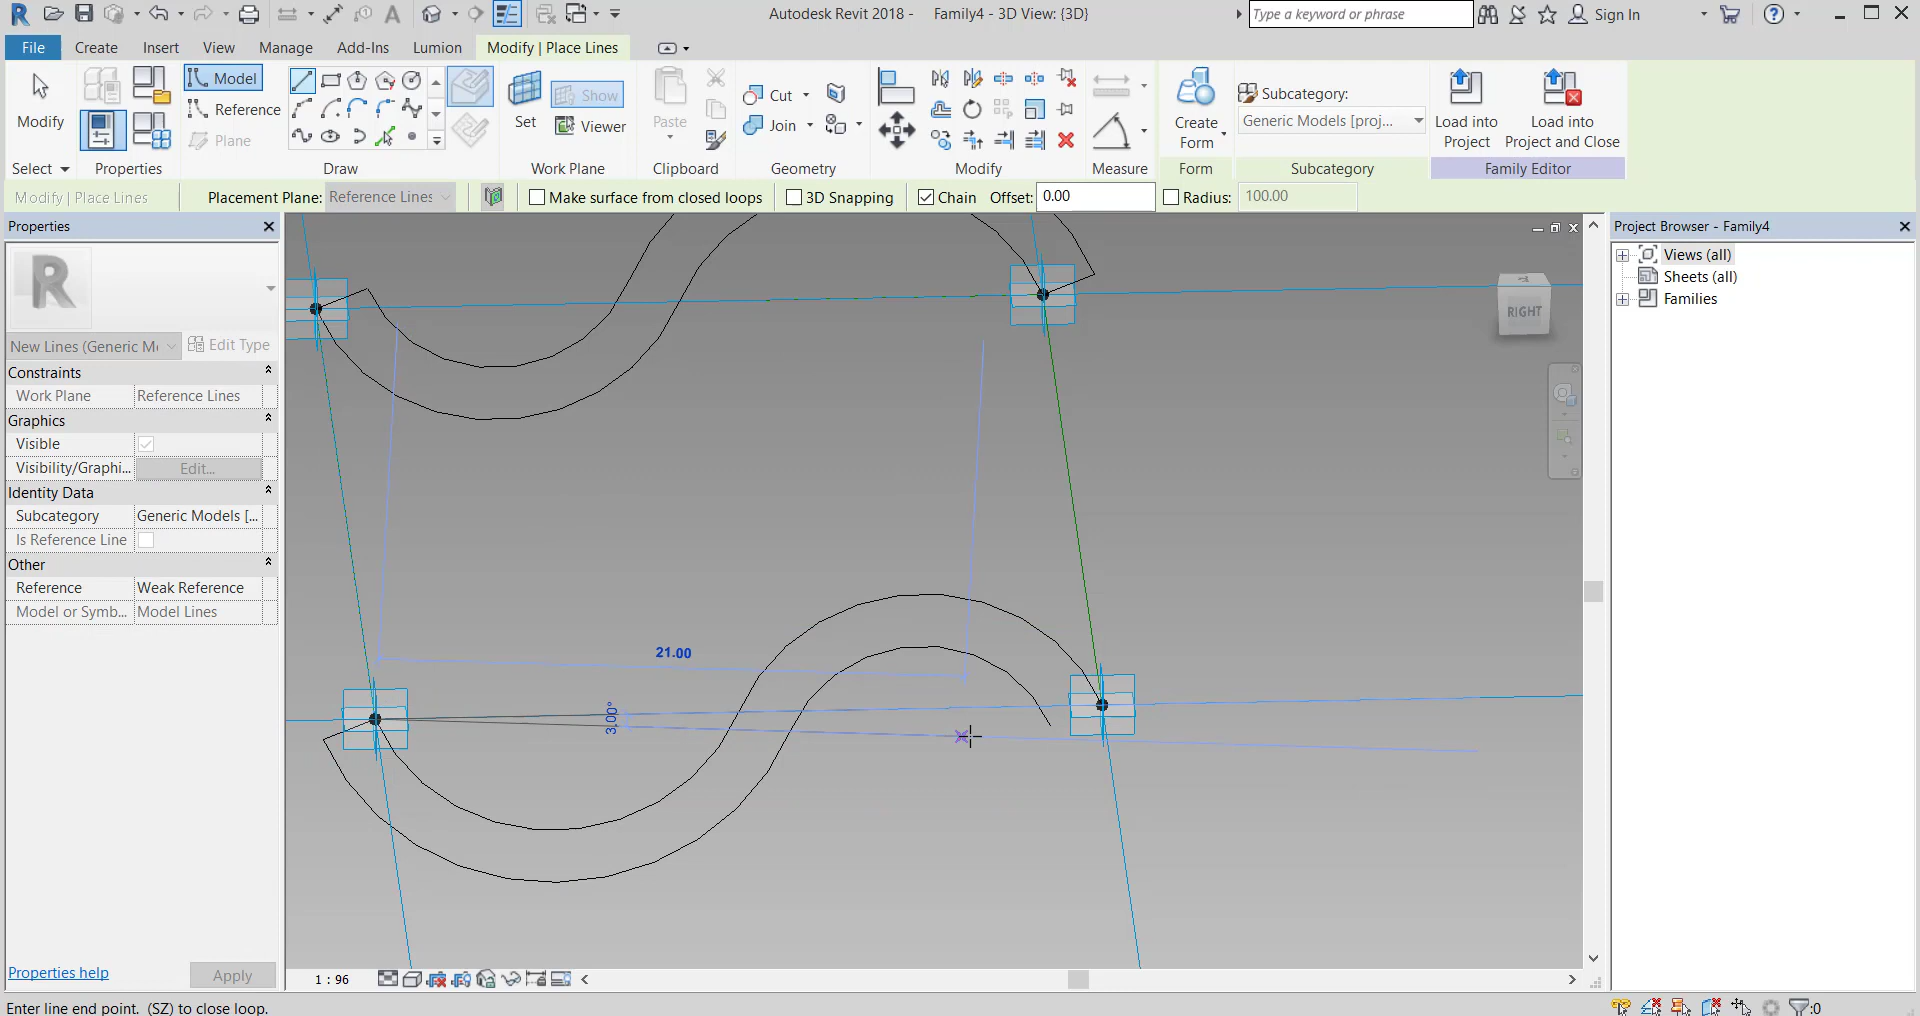 Autodesk Revit 2018 - Family4 - 3D View: {3D}
Type a keyword or phrase
Sign In
File Create Insert Group View Manage Add-Ins Lumion Modify | Place Lines
Modify
Model
Reference
Plane
Set
Show
Viewer
Paste
Cut
Join
Create Form
Subcategory:
Generic Models [proj...
Load into Project
Load into Project and Close
Select Properties Draw Work Plane Clipboard Geometry Modify Measure Form Subcategory Family Editor
Modify | Place Lines Placement Plane: Reference Lines Make surface from closed loops 3D Snapping Chain Offset: 0.00 Radius: 100.00
Properties
R
New Lines (Generic Mo
Edit Type
Constraints
Work Plane Reference Lines
Graphics
Visible
Visibility/Graphi... Edit...
Identity Data
Subcategory Generic Models [...
Is Reference Line
Other
Reference Weak Reference
Model or Symb... Model Lines
Properties help Apply
21.00
3.00°
RIGHT
Project Browser - Family4
Views (all)
Sheets (all)
Families
1 : 96
Enter line end point. (SZ) to close loop.
:0